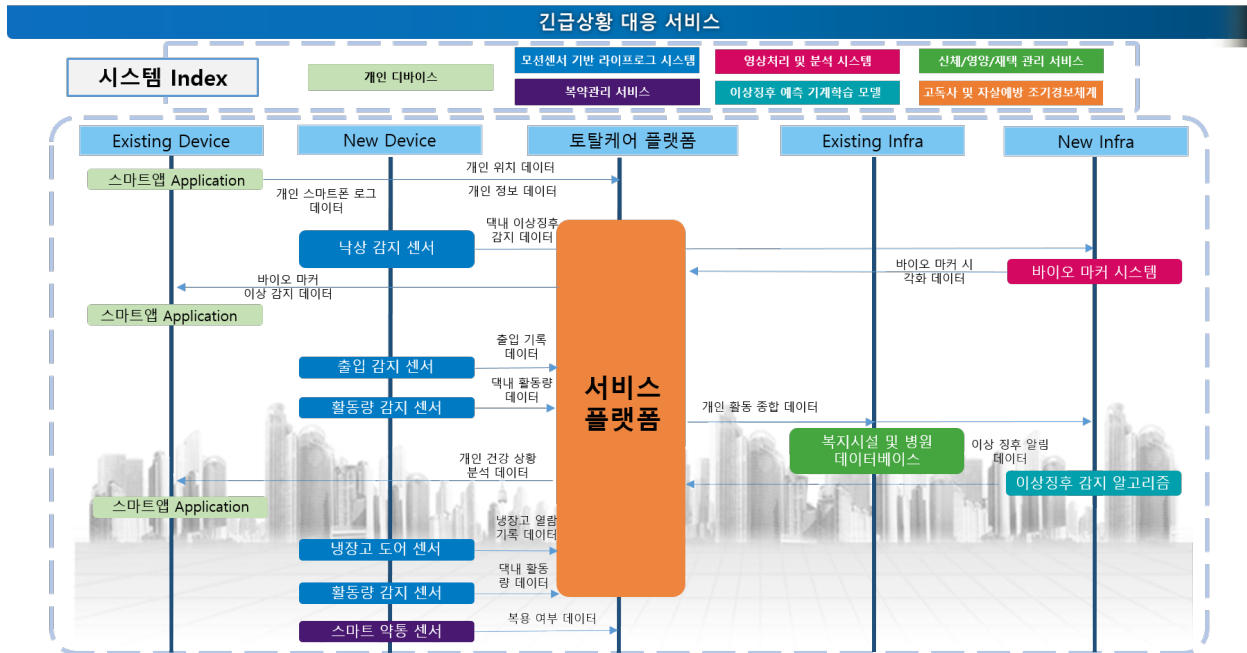 긴급상황 대응 서비스
시스템 Index
개인 디바이스
모션센서 기반 라이프로그 시스템
영상처리 및 분석 시스템
신체/영양/재택 관리 서비스
복약관리 서비스
이상징후 예측 기계학습 모델
고독사 및 자살예방 조기경보체계
Existing Device
New Device
토탈케어 플랫폼
Existing Infra
New Infra
스마트앱 Application
개인 위치 데이터
개인 스마트폰 로그
데이터
개인 정보 데이터
낙상 감지 센서
댁내 이상징후
감지 데이터
바이오 마커 시
각화 데이터
바이오 마커 시스템
바이오 마커
이상 감지 데이터
스마트앱 Application
출입 기록
데이터
출입 감지 센서
댁내 활동량
데이터
활동량 감지 센서
서비스
플랫폼
개인 활동 종합 데이터
복지시설 및 병원
데이터베이스
이상 징후 알림
데이터
이상징후 감지 알고리즘
개인 건강 상황
분석 데이터
스마트앱 Application
냉장고 열람
기록 데이터
냉장고 도어 센서
댁내 활동
량 데이터
활동량 감지 센서
스마트 약통 센서
복용 여부 데이터